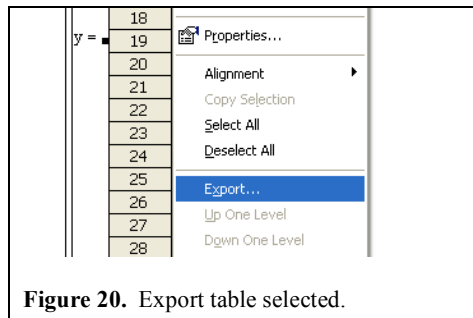 18
y = 19
20
21
22
23
24
25
26
27
28
Properties...
Alignment
Copy Selection
Select All
Deselect All
Export...
Up One Level
Down One Level
Figure 20. Export table selected.